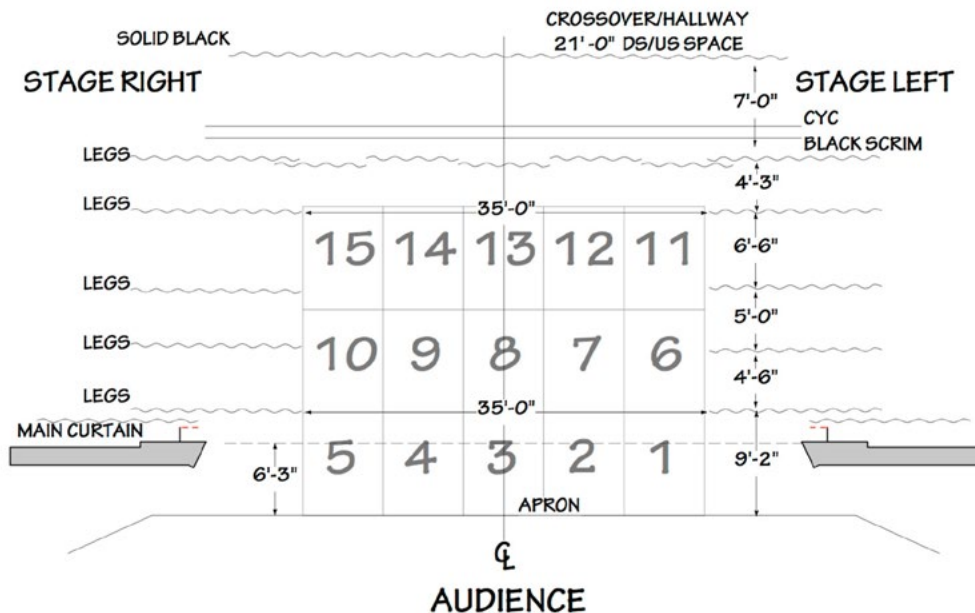 CROSSOVER/HALLWAY
SOLID BLACK
21'-0" DS/US SPACE
STAGE RIGHT
STAGE LEFT
7'-0"
CYC
BLACK SCRIM
LEGS
4'-3"
LEGS
35'-0"
6'-6"
15 14 13 12 11
LEGS
5'-0"
LEGS
10 9 8 7 6
4'-6"
LEGS
35'-0"
MAIN CURTAIN
6'-3"
5 4 3 2 1
9'-2"
APRON
CL
AUDIENCE